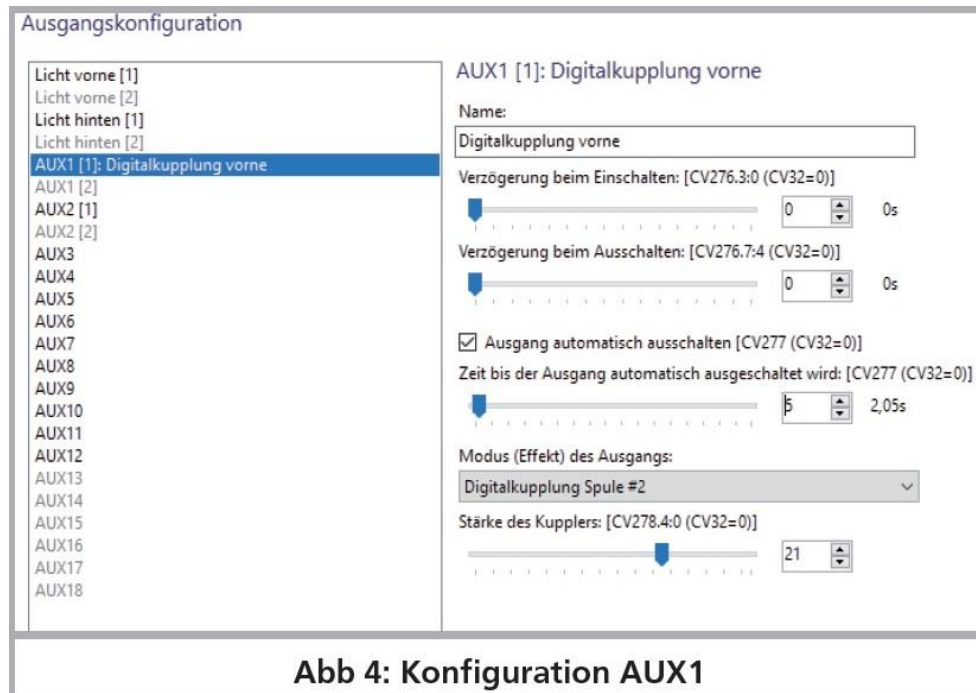 Ausgangskonfiguration
Licht vorne [1]
Licht vorne [2]
Licht hinten [1]
Licht hinten [2]
AUX1 [1]: Digitalkupplung vorne
AUX1 [2]
AUX2 [1]
AUX2 [2]
AUX3
AUX4
AUX5
AUX6
AUX7
AUX8
AUX9
AUX10
AUX11
AUX12
AUX13
AUX14
AUX15
AUX16
AUX17
AUX18
AUX1 [1]: Digitalkupplung vorne
Name:
Digitalkupplung vorne
Verzögerung beim Einschalten: [CV276.3:0 (CV32=0)]
0 0s
Verzögerung beim Ausschalten: [CV276.7:4 (CV32=0)]
0 0s
Ausgang automatisch ausschalten [CV277 (CV32=0)]
Zeit bis der Ausgang automatisch ausgeschaltet wird: [CV277 (CV32=0)]
5 2,05s
Modus (Effekt) des Ausgangs:
Digitalkupplung Spule #2
Stärke des Kupplers: [CV278.4:0 (CV32=0)]
21
Abb 4: Konfiguration AUX1